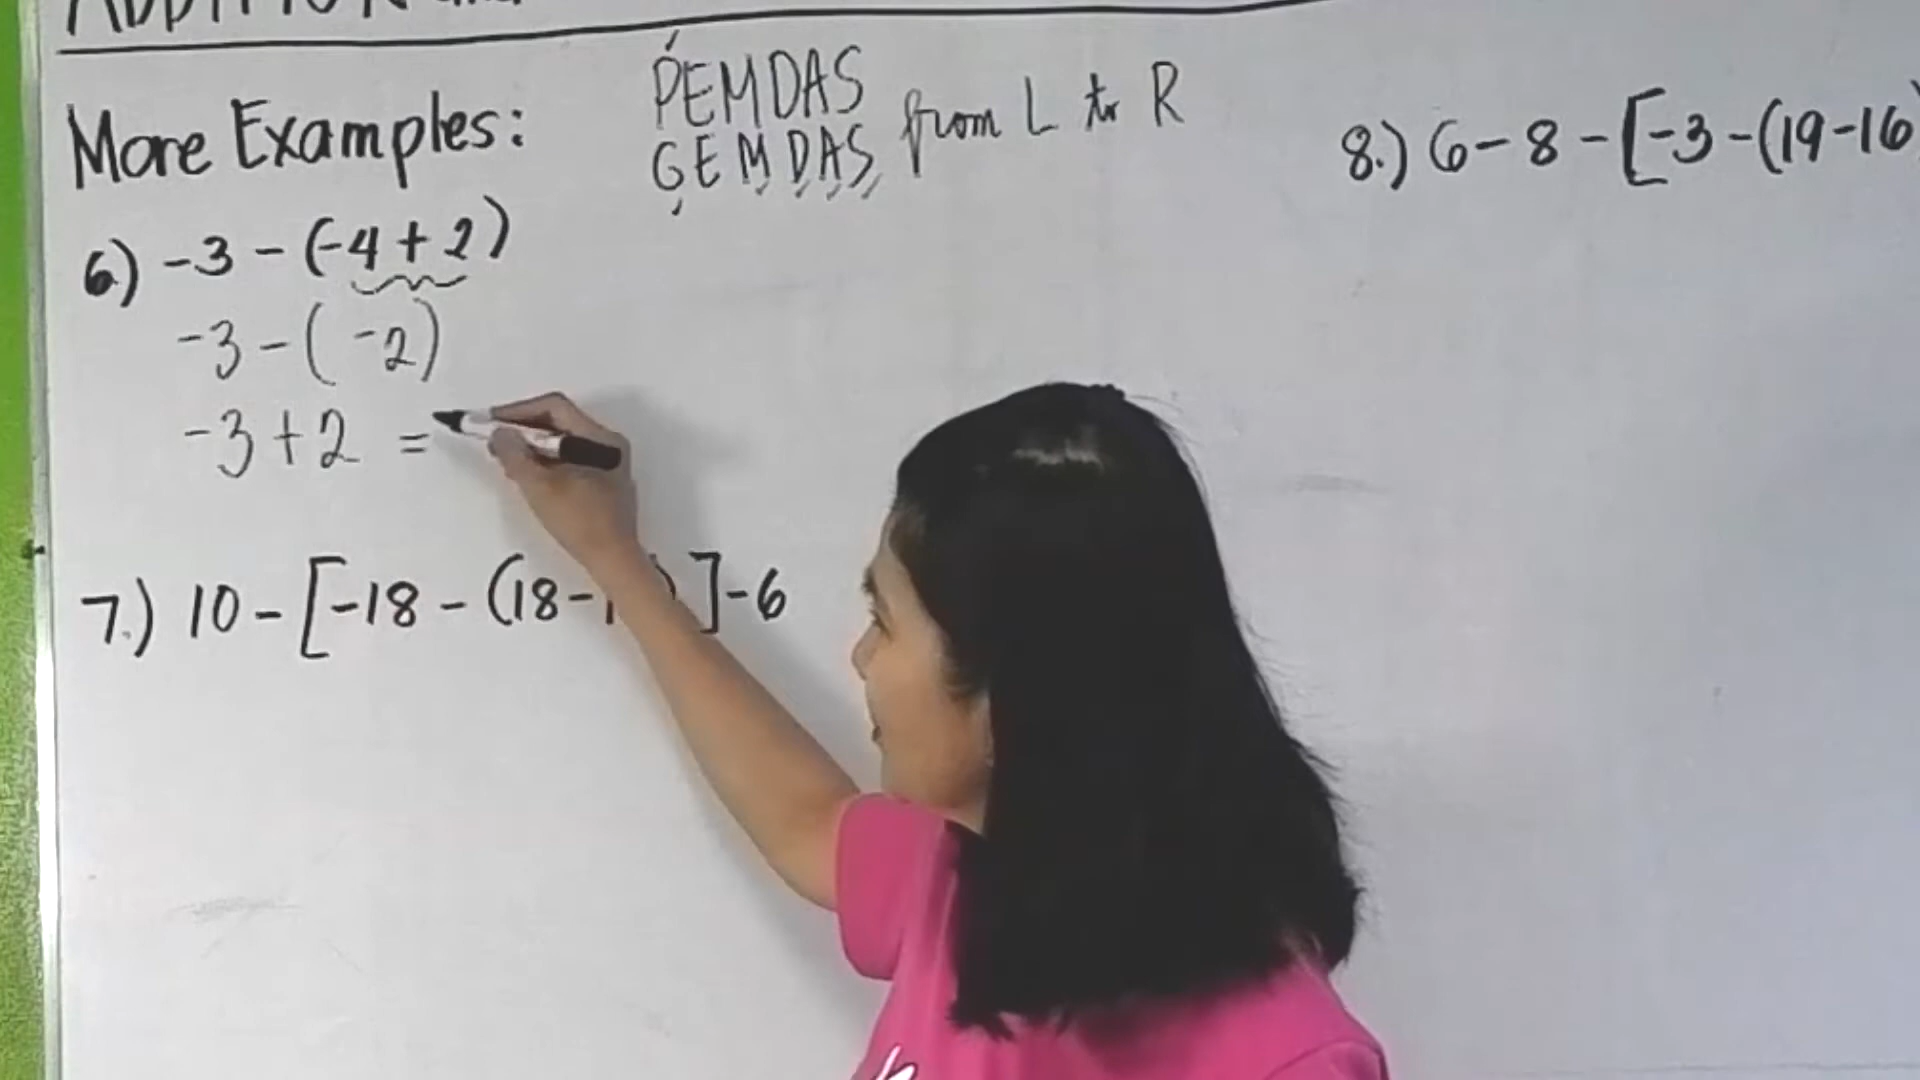 More Examples:
PEMDAS
GEMDAS from L to R
6.) -3 - (-4 + 2)
-3 - ( -2)
-3 + 2 =
7.) 10 - [-18 - (18 - ) ] - 6
8.) 6 - 8 - [-3 - (19 - 16)